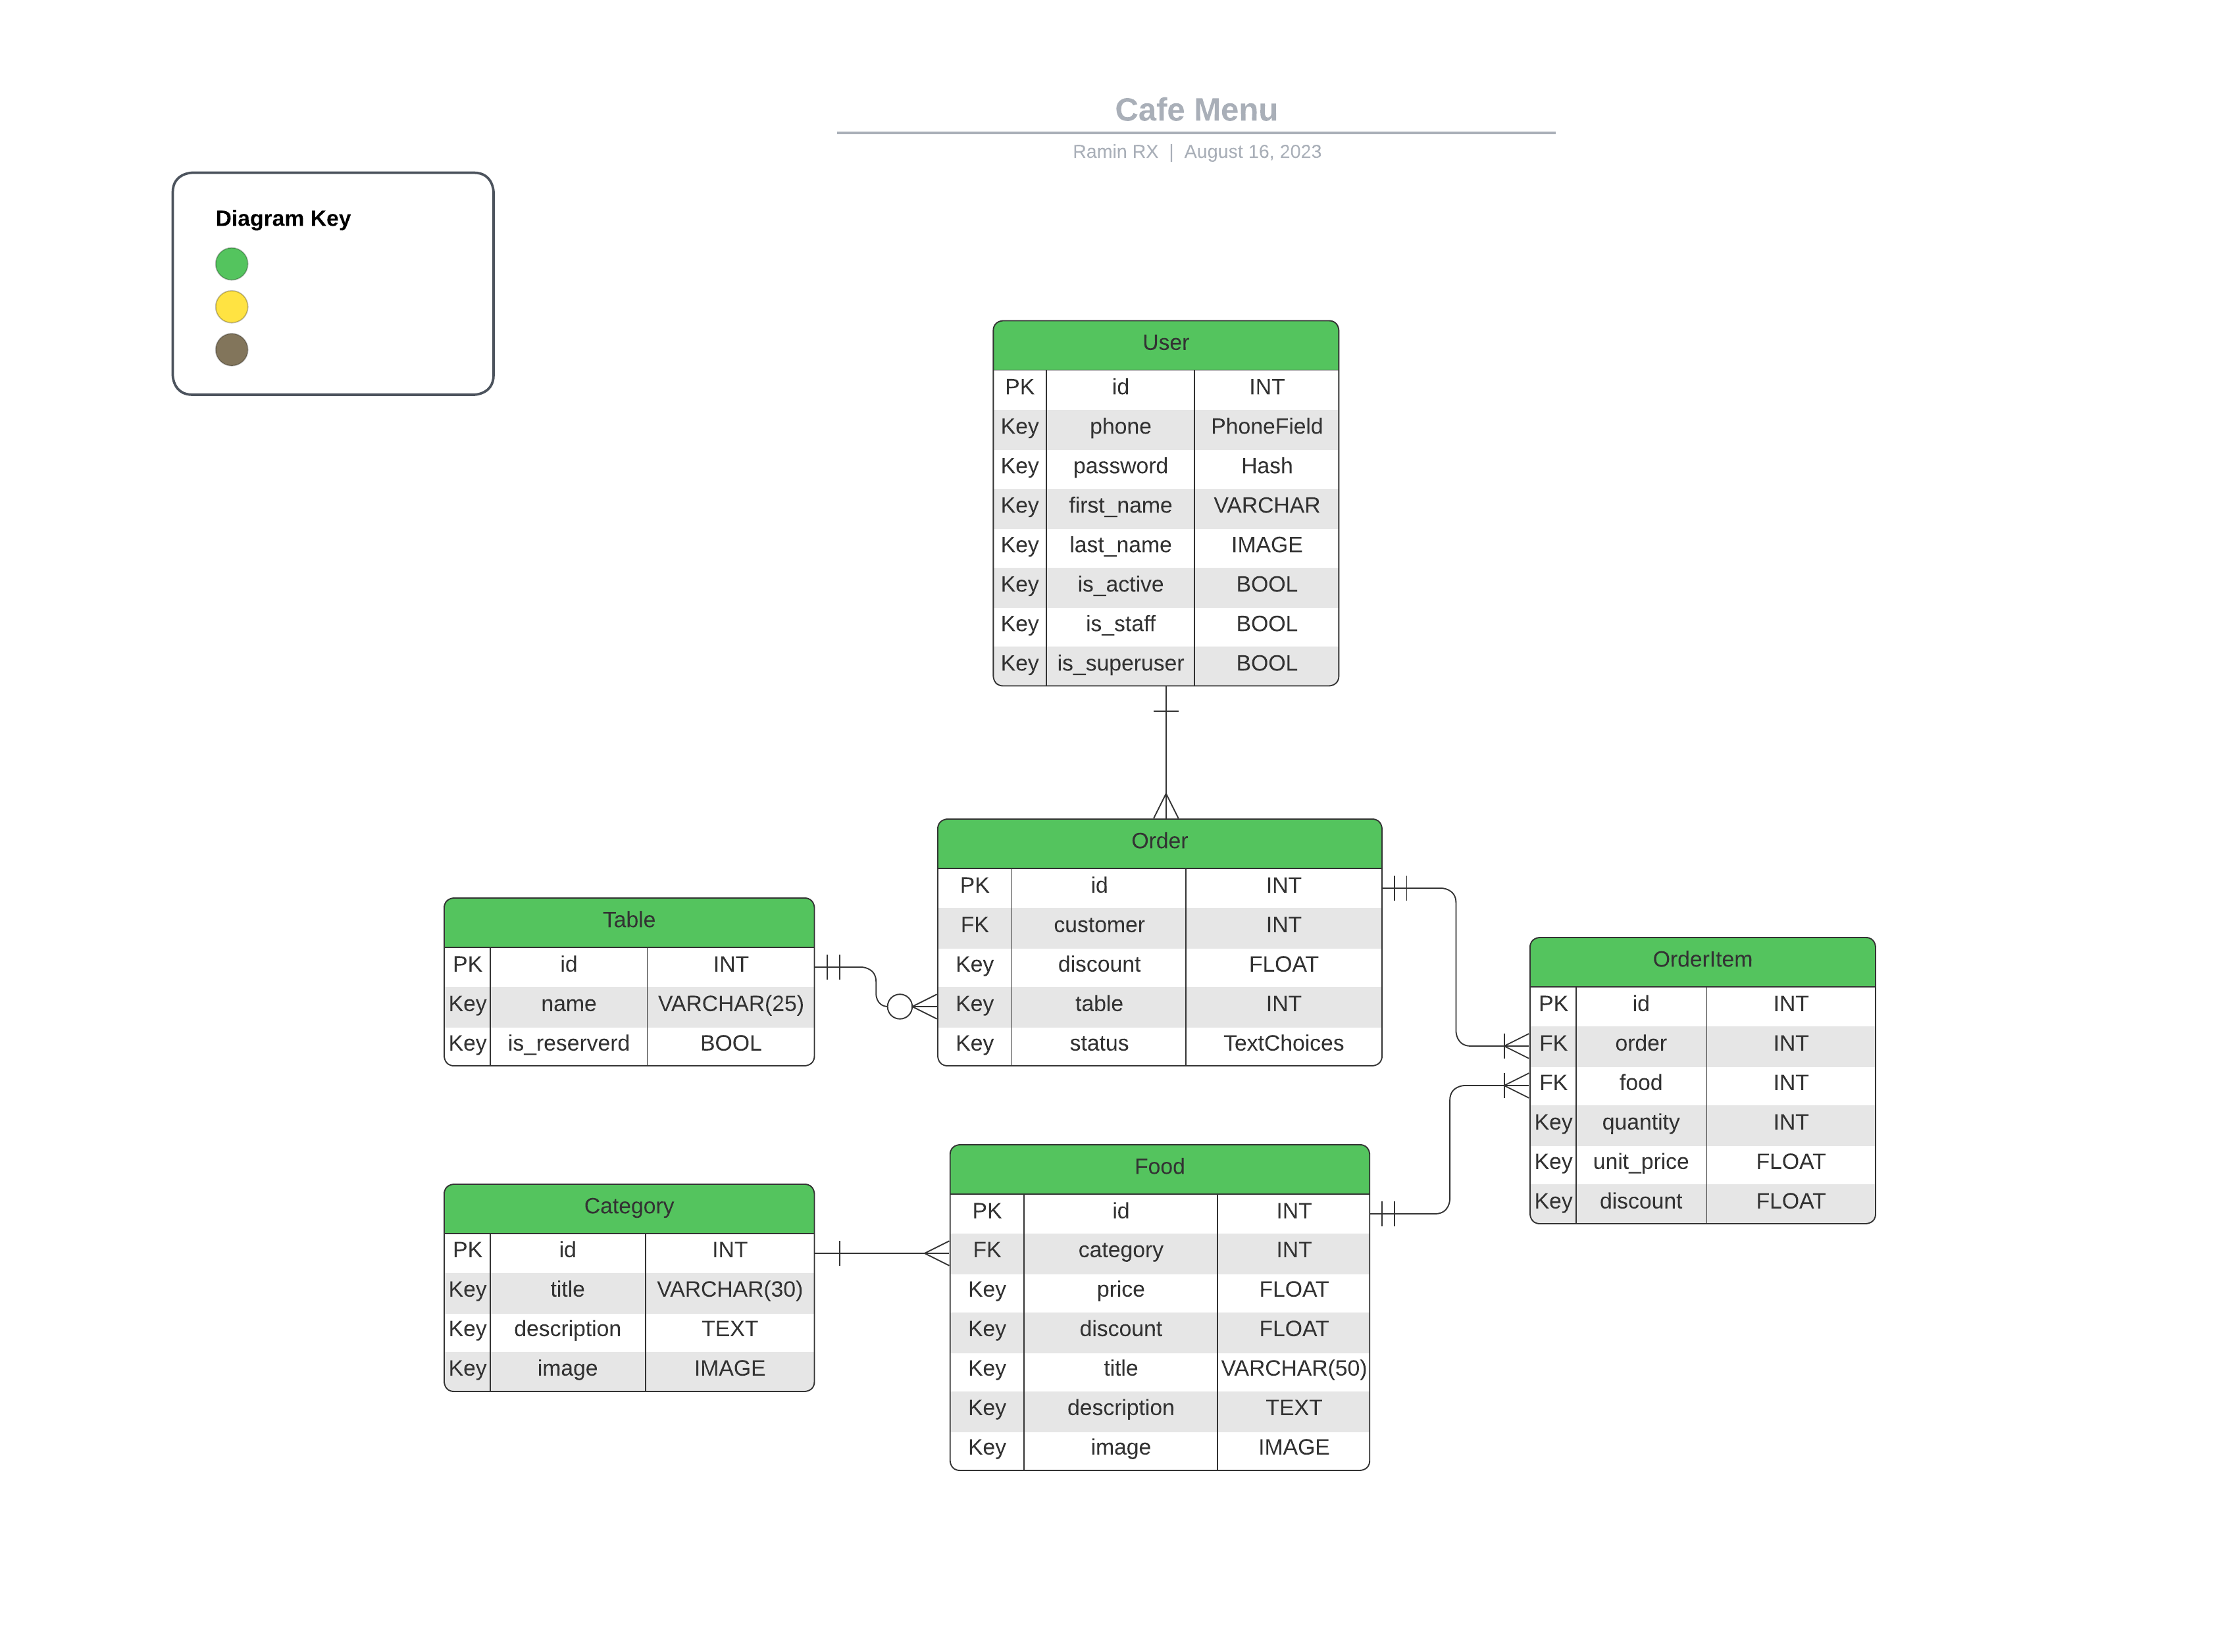 Cafe Menu
Ramin RX | August 16, 2023
Diagram Key
User
PK id INT
Key phone PhoneField
Key password Hash
Key first_name VARCHAR
Key last_name IMAGE
Key is_active BOOL
Key is_staff BOOL
Key is_superuser BOOL
Order
PK id INT
FK customer INT
Key discount FLOAT
Key table INT
Key status TextChoices
Table
PK id INT
Key name VARCHAR(25)
Key is_reserverd BOOL
OrderItem
PK id INT
FK order INT
FK food INT
Key quantity INT
Key unit_price FLOAT
Key discount FLOAT
Food
PK id INT
FK category INT
Key price FLOAT
Key discount FLOAT
Key title VARCHAR(50)
Key description TEXT
Key image IMAGE
Category
PK id INT
Key title VARCHAR(30)
Key description TEXT
Key image IMAGE